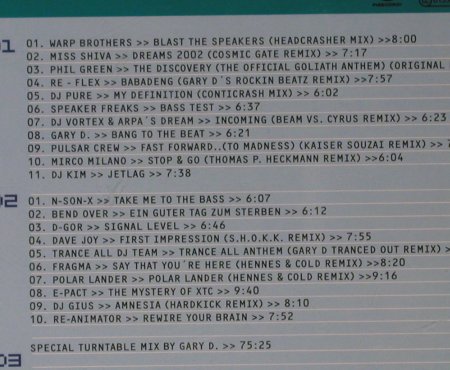 01
01. WARP BROTHERS >> BLAST THE SPEAKERS (HEADCRASHER MIX) >>8:00
02. MISS SHIVA >> DREAMS 2002 (COSMIC GATE REMIX) >> 7:17
03. PHIL GREEN >> THE DISCOVERY (THE OFFICIAL GOLIATH ANTHEM) (ORIGINAL
04. RE - FLEX >> BABADENG (GARY D´S ROCKIN BEATZ REMIX) >>7:57
05. DJ PURE >> MY DEFINITION (CONTICRASH MIX) >> 6:02
06. SPEAKER FREAKS >> BASS TEST >> 6:37
07. DJ VORTEX & ARPA´S DREAM >> INCOMING (BEAM VS. CYRUS REMIX) >> 6:23
08. GARY D. >> BANG TO THE BEAT >> 6:21
09. PULSAR CREW >> FAST FORWARD..(TO MADNESS) (KAISER SOUZAI REMIX) >>
10. MIRCO MILANO >> STOP & GO (THOMAS P. HECKMANN REMIX) >>6:04
11. DJ KIM >> JETLAG >> 7:38
02
01. N-SON-X >> TAKE ME TO THE BASS >> 6:07
02. BEND OVER >> EIN GUTER TAG ZUM STERBEN >> 6:12
03. D-GOR >> SIGNAL LEVEL >> 6:46
04. DAVE JOY >> FIRST IMPRESSION (S.H.O.K.K. REMIX) >> 7:55
05. TRANCE ALL DJ TEAM >> TRANCE ALL ANTHEM (GARY D TRANCED OUT REMIX) >
06. FRAGMA >> SAY THAT YOU´RE HERE (HENNES & COLD REMIX) >>8:20
07. POLAR LANDER >> POLAR LANDER (HENNES & COLD REMIX) >>9:16
08. E-PACT >> THE MYSTERY OF XTC >> 9:40
09. DJ GIUS >> AMNESIA (HARDKICK REMIX) >> 8:10
10. RE-ANIMATOR >> REWIRE YOUR BRAIN >> 7:52
03
SPECIAL TURNTABLE MIX BY GARY D. >> 75:25